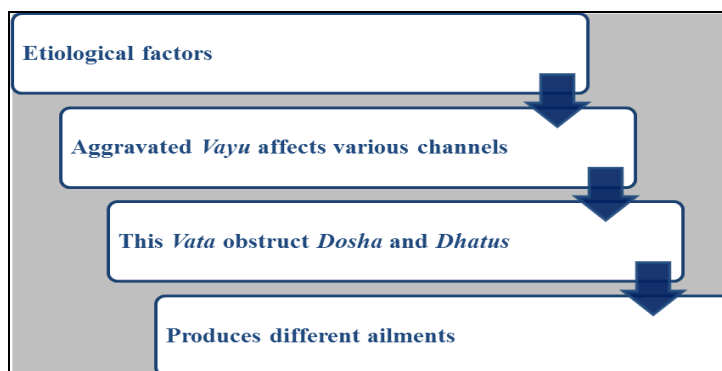 Etiological factors
Aggravated Vayu affects various channels
This Vata obstruct Dosha and Dhatus
Produces different ailments